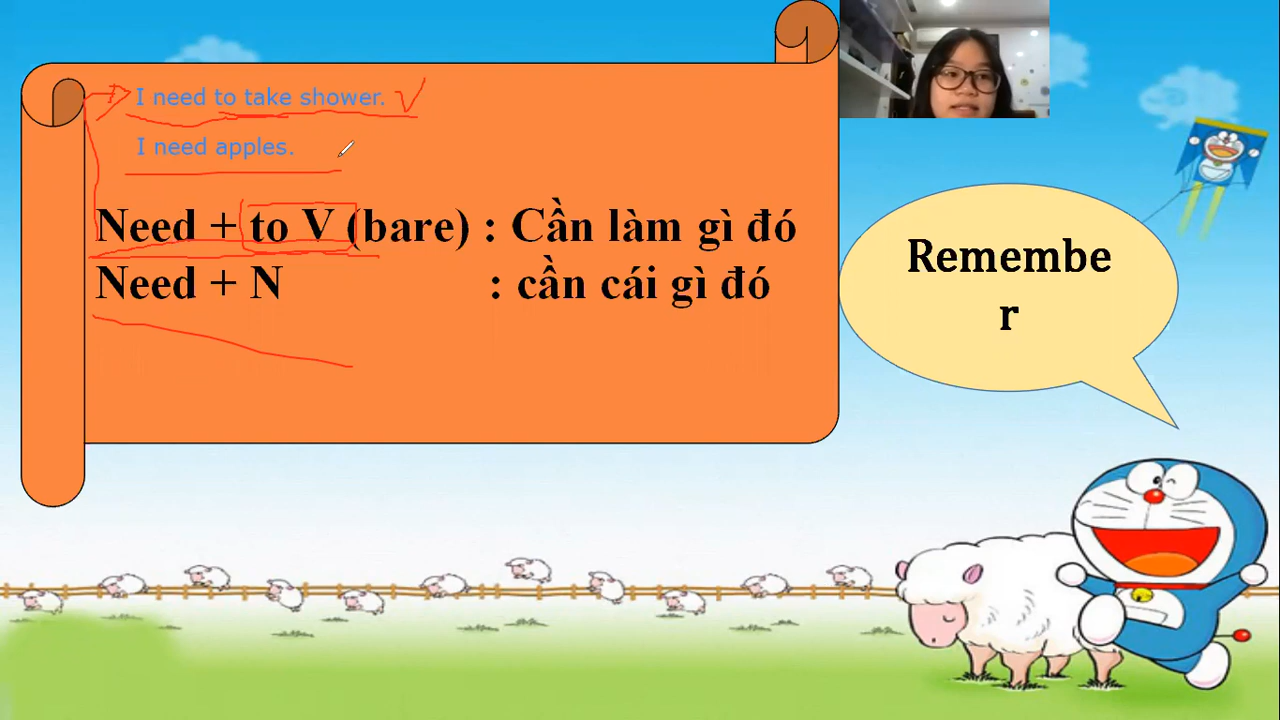 I need to take shower.
I need apples.
Need + to V (bare) : Cần làm gì đó
Need + N : cần cái gì đó
Remembe
r